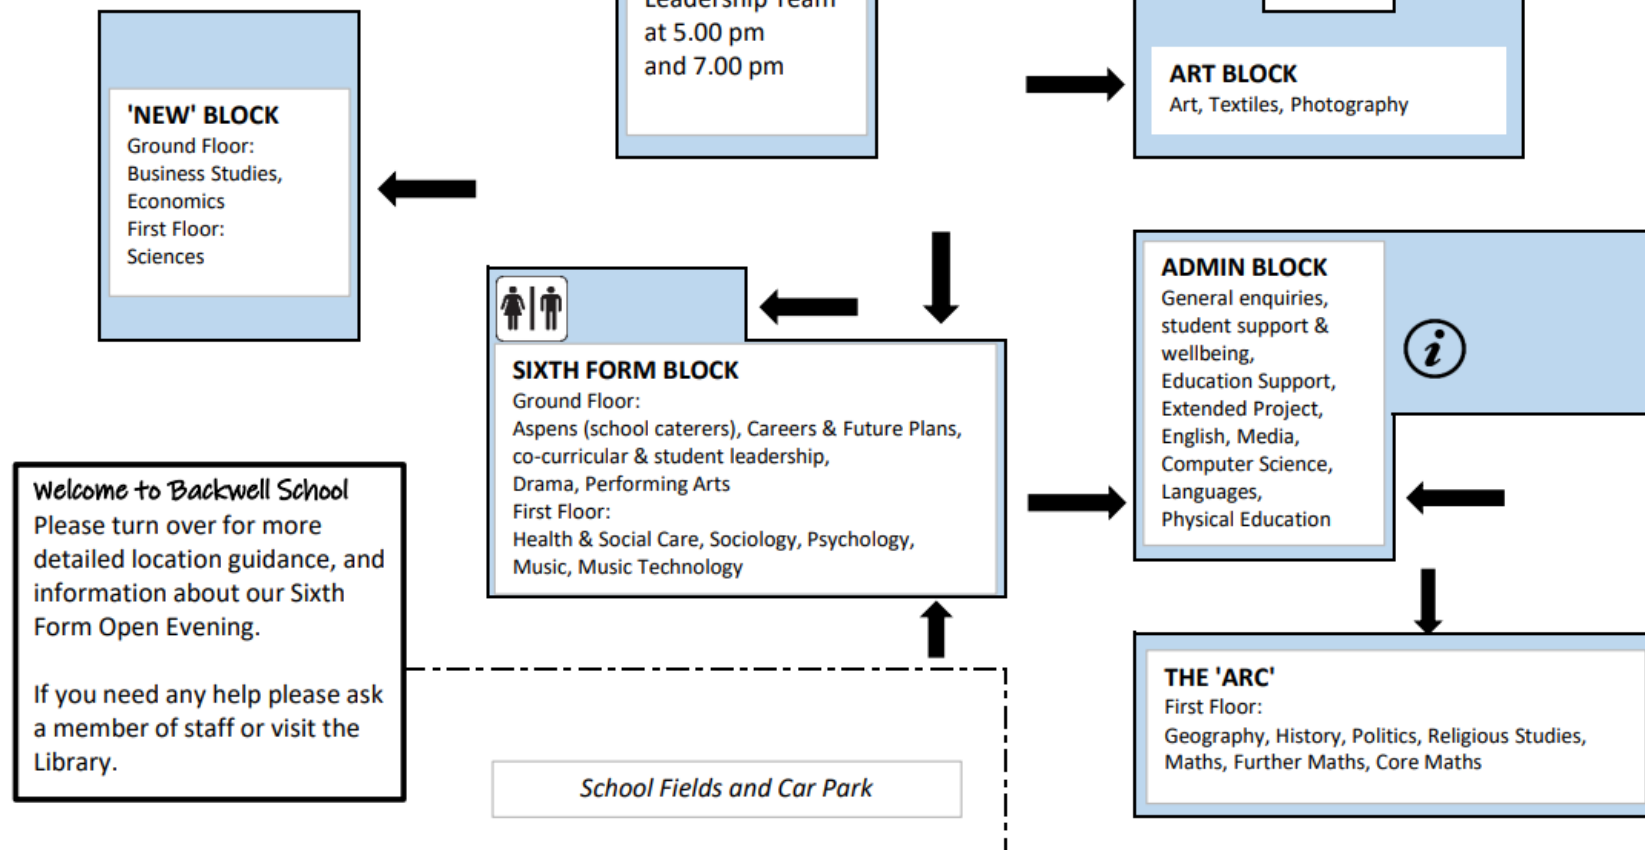 Leadership Team
at 5.00 pm
and 7.00 pm
ART BLOCK
Art, Textiles, Photography
'NEW' BLOCK
Ground Floor:
Business Studies,
Economics
First Floor:
Sciences
ADMIN BLOCK
General enquiries,
student support &
wellbeing,
Education Support,
Extended Project,
English, Media,
Computer Science,
Languages,
Physical Education
i
SIXTH FORM BLOCK
Ground Floor:
Aspens (school caterers), Careers & Future Plans,
co-curricular & student leadership,
Drama, Performing Arts
First Floor:
Health & Social Care, Sociology, Psychology,
Music, Music Technology
Welcome to Backwell School
Please turn over for more
detailed location guidance, and
information about our Sixth
Form Open Evening.
If you need any help please ask
a member of staff or visit the
Library.
THE 'ARC'
First Floor:
Geography, History, Politics, Religious Studies,
Maths, Further Maths, Core Maths
School Fields and Car Park